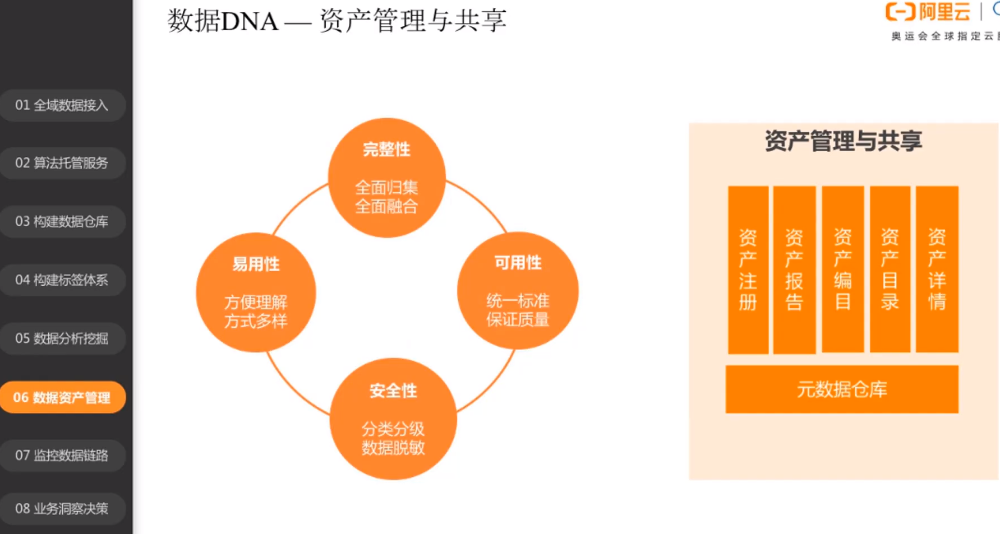 数据DNA — 资产管理与共享
阿里云
奥运会全球指定云
01 全域数据接入
02 算法托管服务
03 构建数据仓库
04 构建标签体系
05 数据分析挖掘
06 数据资产管理
07 监控数据链路
08 业务洞察决策
完整性
全面归集
全面融合
易用性
方便理解
方式多样
可用性
统一标准
保证质量
安全性
分类分级
数据脱敏
资产管理与共享
资产注册
资产报告
资产编目
资产目录
资产详情
元数据仓库